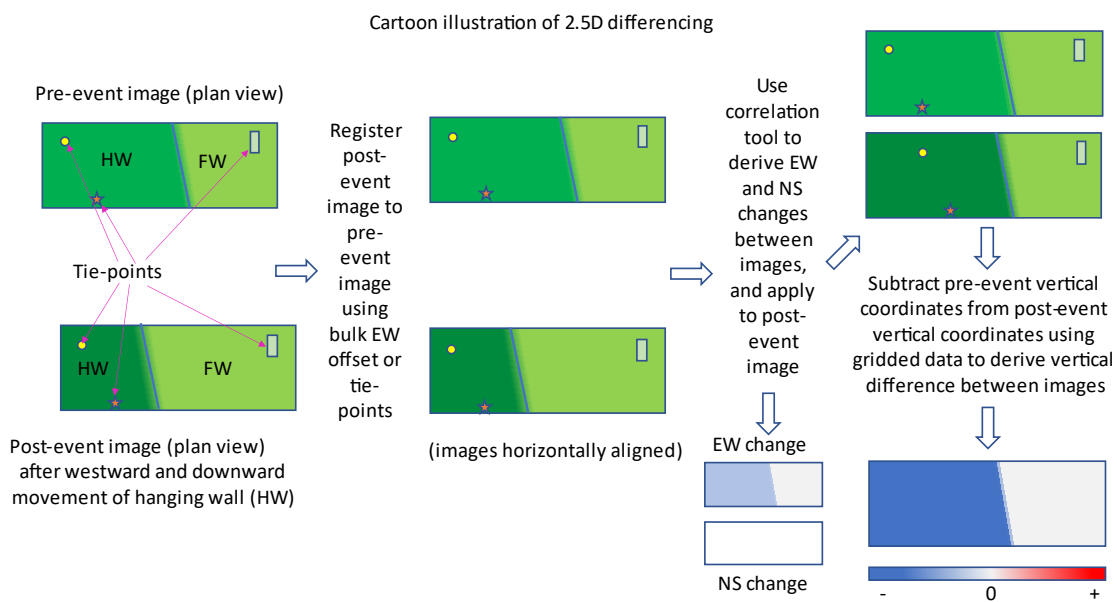 Cartoon illustration of 2.5D differencing
Pre-event image (plan view)
HW
FW
Tie-points
HW
FW
Post-event image (plan view)
after westward and downward
movement of hanging wall (HW)
Register
post-
event
image to
pre-
event
image
using
bulk EW
offset or
tie-
points
(images horizontally aligned)
Use
correlation
tool to
derive EW
and NS
changes
between
images,
and apply
to post-
event
image
EW change
NS change
Subtract pre-event vertical
coordinates from post-event
vertical coordinates using
gridded data to derive vertical
difference between images
- 0 +